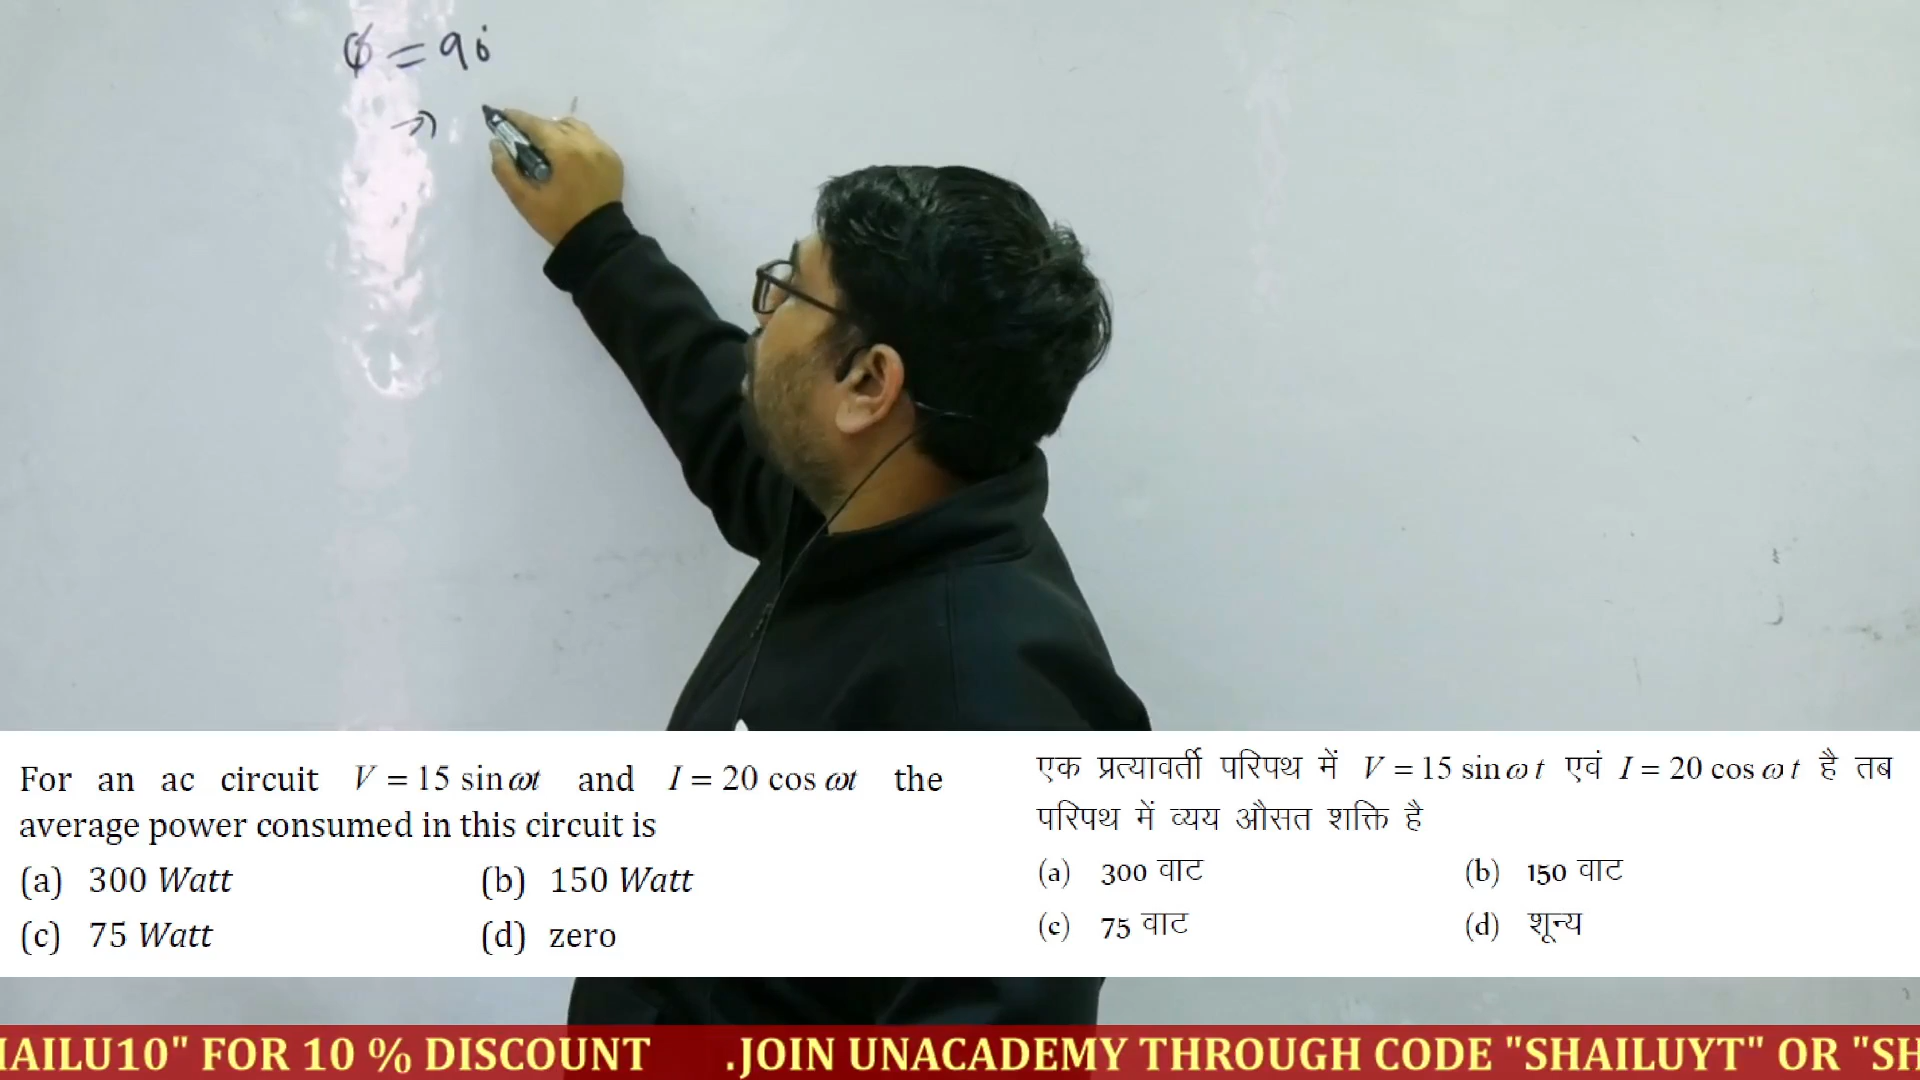 ϕ = 90°
→
For an ac circuit V = 15 sin ωt and I = 20 cos ωt the
average power consumed in this circuit is
(a) 300 Watt (b) 150 Watt
(c) 75 Watt (d) zero
एक प्रत्यावर्ती परिपथ में V = 15 sin ω t एवं I = 20 cos ω t है तब
परिपथ में व्यय औसत शक्ति है
(a) 300 वाट (b) 150 वाट
(c) 75 वाट (d) शून्य
HAILU10" FOR 10 % DISCOUNT .JOIN UNACADEMY THROUGH CODE "SHAILUYT" OR "SH